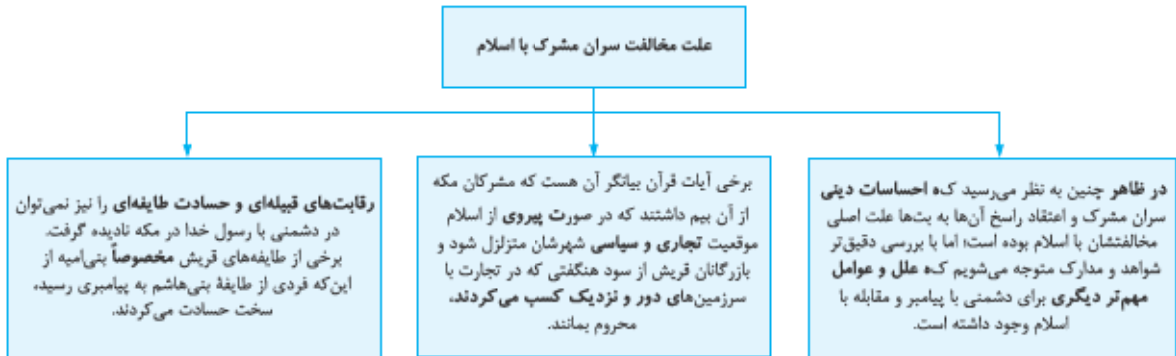 علت مخالفت سران مشرک با اسلام
در ظاهر چنین به نظر می‌رسید که احساسات دینی
سران مشرک و اعتقاد راسخ آن‌ها به بت‌ها علت اصلی
مخالفتشان با اسلام بوده است؛ اما با بررسی دقیق‌تر
شواهد و مدارک متوجه می‌شویم که علل و عوامل
مهم‌تر دیگری برای دشمنی با پیامبر و مقابله با
اسلام وجود داشته است.
برخی آیات قرآن بیانگر آن هست که مشرکان مکه
از آن بیم داشتند که در صورت پیروی از اسلام
موقعیت تجاری و سیاسی شهرشان متزلزل شود و
بازرگانان قریش از سود هنگفتی که در تجارت با
سرزمین‌های دور و نزدیک کسب می‌کردند،
محروم بمانند.
رقابت‌های قبیله‌ای و حسادت طایفه‌ای را نیز نمی‌توان
در دشمنی با رسول خدا در مکه نادیده گرفت.
برخی از طایفه‌های قریش مخصوصاً بنی‌امیه از
این‌که فردی از طایفهٔ بنی‌هاشم به پیامبری رسید،
سخت حسادت می‌کردند.